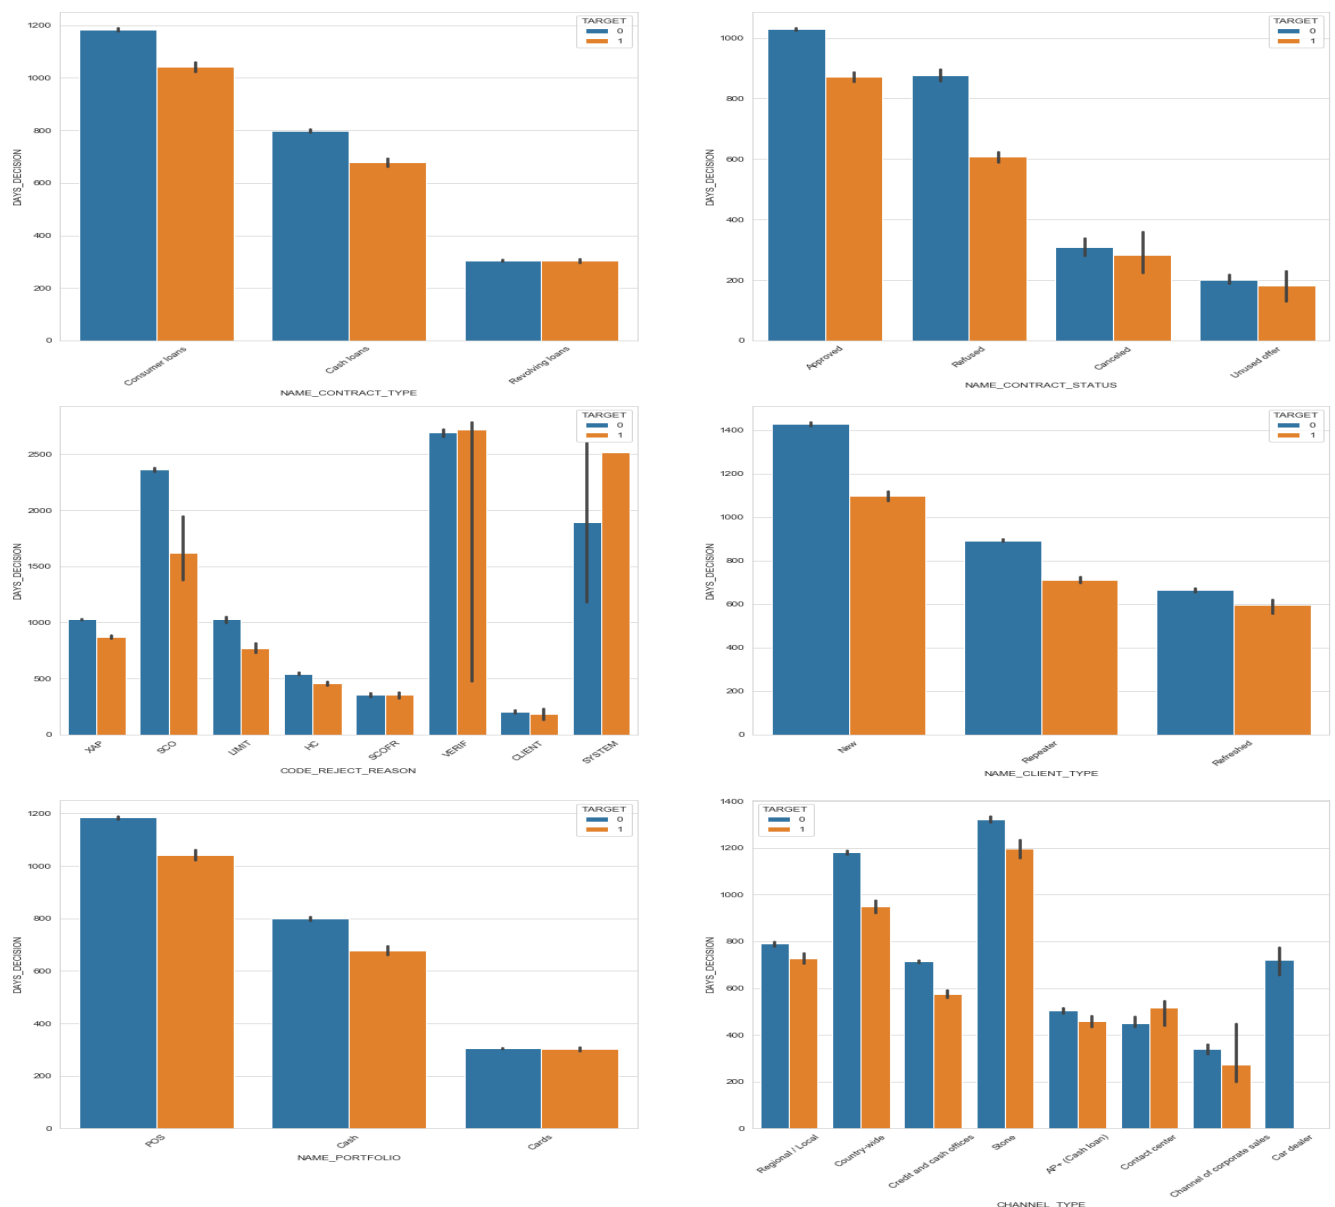 TARGET
0
1
1200
1000
800
600
400
200
0
DAYS_DECISION
Consumer loans
Cash loans
Revolving loans
NAME_CONTRACT_TYPE
TARGET
0
1
1000
800
600
400
200
0
DAYS_DECISION
Approved
Refused
Canceled
Unused offer
NAME_CONTRACT_STATUS
TARGET
0
1
2500
2000
1500
1000
500
0
DAYS_DECISION
XAP
SCO
LIMIT
HC
SCOFR
VERIF
CLIENT
SYSTEM
CODE_REJECT_REASON
TARGET
0
1
1400
1200
1000
800
600
400
200
0
DAYS_DECISION
New
Repeater
Refreshed
NAME_CLIENT_TYPE
TARGET
0
1
1200
1000
800
600
400
200
0
DAYS_DECISION
POS
Cash
Cards
NAME_PORTFOLIO
TARGET
0
1
1400
1200
1000
800
600
400
200
0
DAYS_DECISION
Regional / Local
Country-wide
Credit and cash offices
Stone
AP+ (Cash loan)
Contact center
Channel of corporate sales
Car dealer
CHANNEL_TYPE